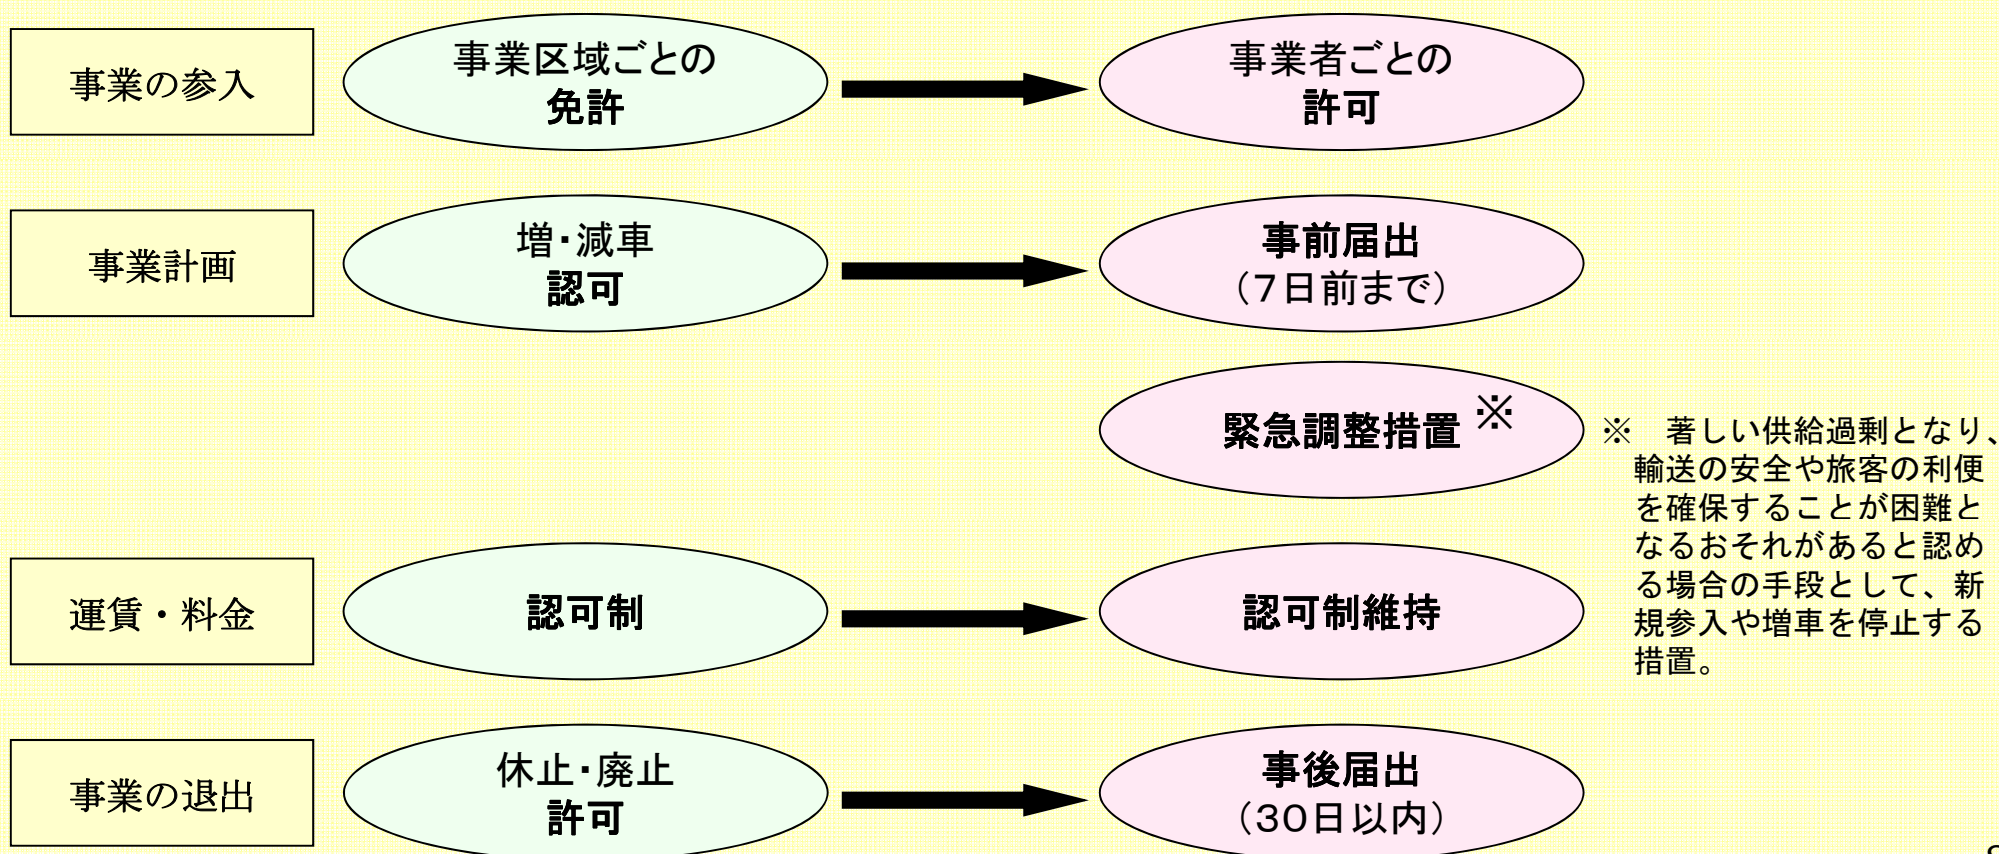 事業の参入
事業区域ごとの
免許
事業者ごとの
許可
事業計画
増・減車
認可
事前届出
（7日前まで）
緊急調整措置※
※　著しい供給過剰となり、
輸送の安全や旅客の利便
を確保することが困難と
なるおそれがあると認め
る場合の手段として、新
規参入や増車を停止する
措置。
運賃・料金
認可制
認可制維持
事業の退出
休止・廃止
許可
事後届出
（30日以内）